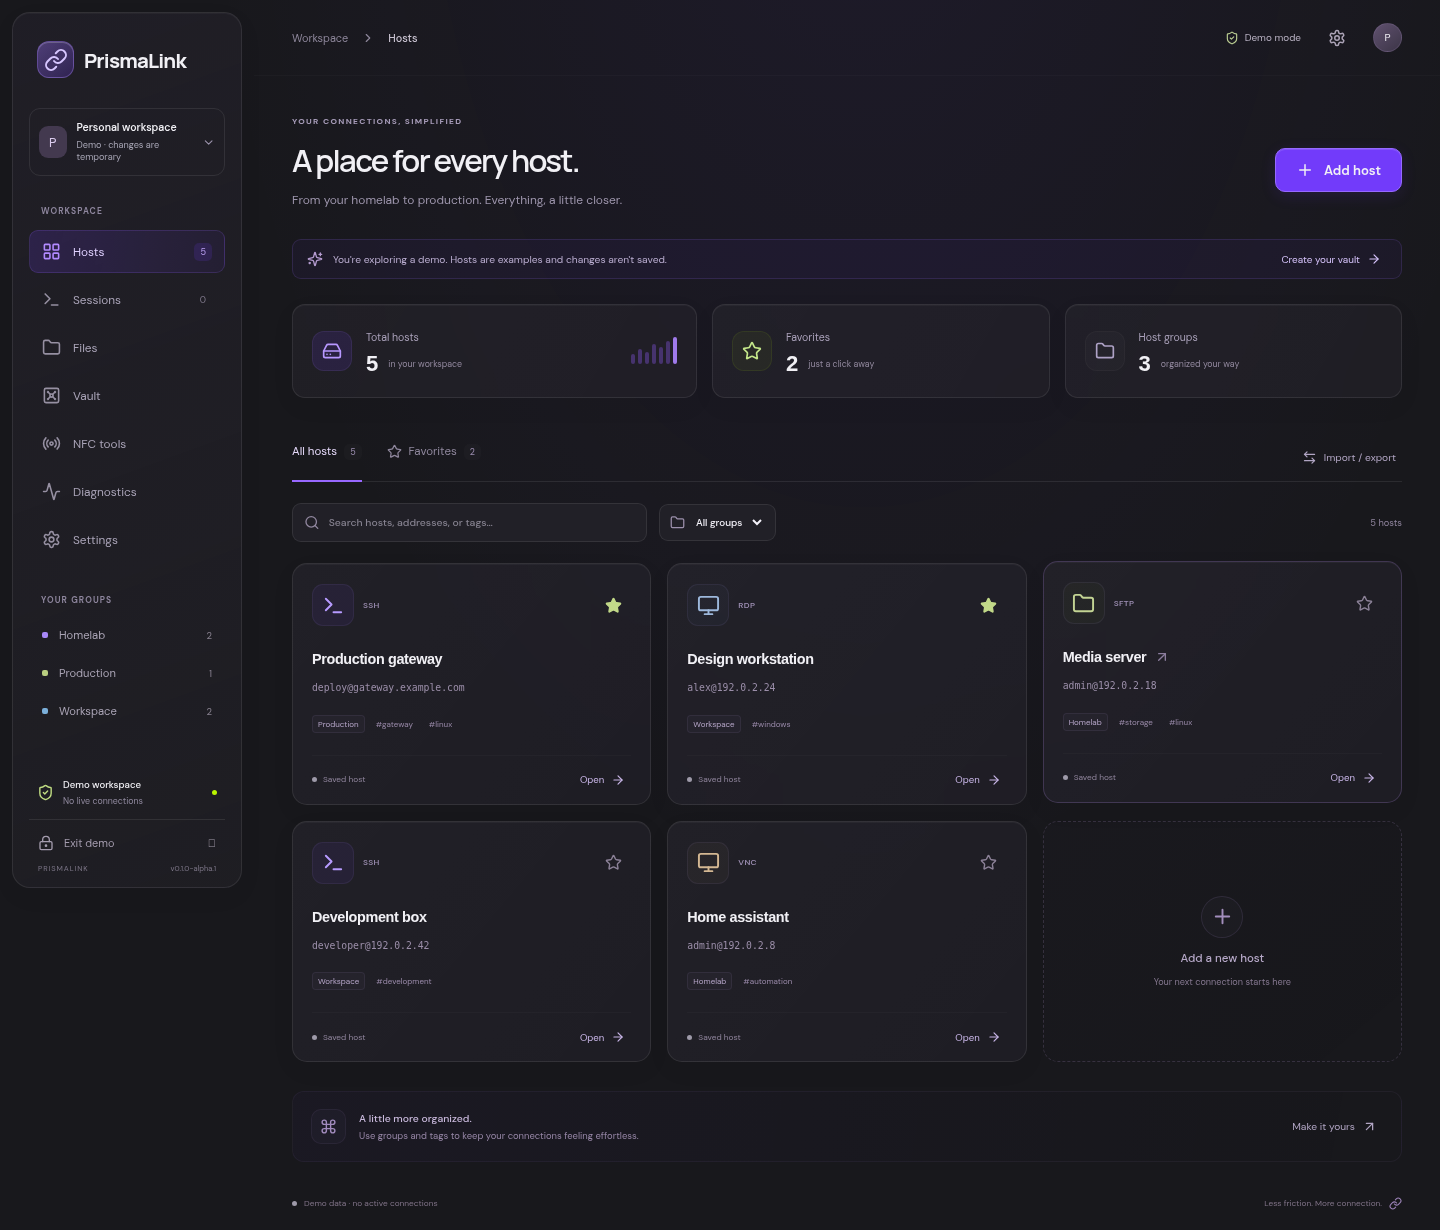 PrismaLink
P
Personal workspace
Demo · changes are
temporary
WORKSPACE
Hosts 5
Sessions 0
Files
Vault
NFC tools
Diagnostics
Settings
YOUR GROUPS
Homelab 2
Production 1
Workspace 2
Demo workspace
No live connections
Exit demo
PRISMALINK v0.1.0-alpha.1
Workspace Hosts
Demo mode
P
YOUR CONNECTIONS, SIMPLIFIED
A place for every host.
From your homelab to production. Everything, a little closer.
Add host
You're exploring a demo. Hosts are examples and changes aren't saved.
Create your vault
Total hosts
5 in your workspace
Favorites
2 just a click away
Host groups
3 organized your way
All hosts 5
Favorites 2
Import / export
Search hosts, addresses, or tags...
All groups
5 hosts
SSH
Production gateway
deploy@gateway.example.com
Production #gateway #linux
Saved host Open
RDP
Design workstation
alex@192.0.2.24
Workspace #windows
Saved host Open
SFTP
Media server
admin@192.0.2.18
Homelab #storage #linux
Saved host Open
SSH
Development box
developer@192.0.2.42
Workspace #development
Saved host Open
VNC
Home assistant
admin@192.0.2.8
Homelab #automation
Saved host Open
Add a new host
Your next connection starts here
A little more organized.
Use groups and tags to keep your connections feeling effortless.
Make it yours
Demo data · no active connections
Less friction. More connection.